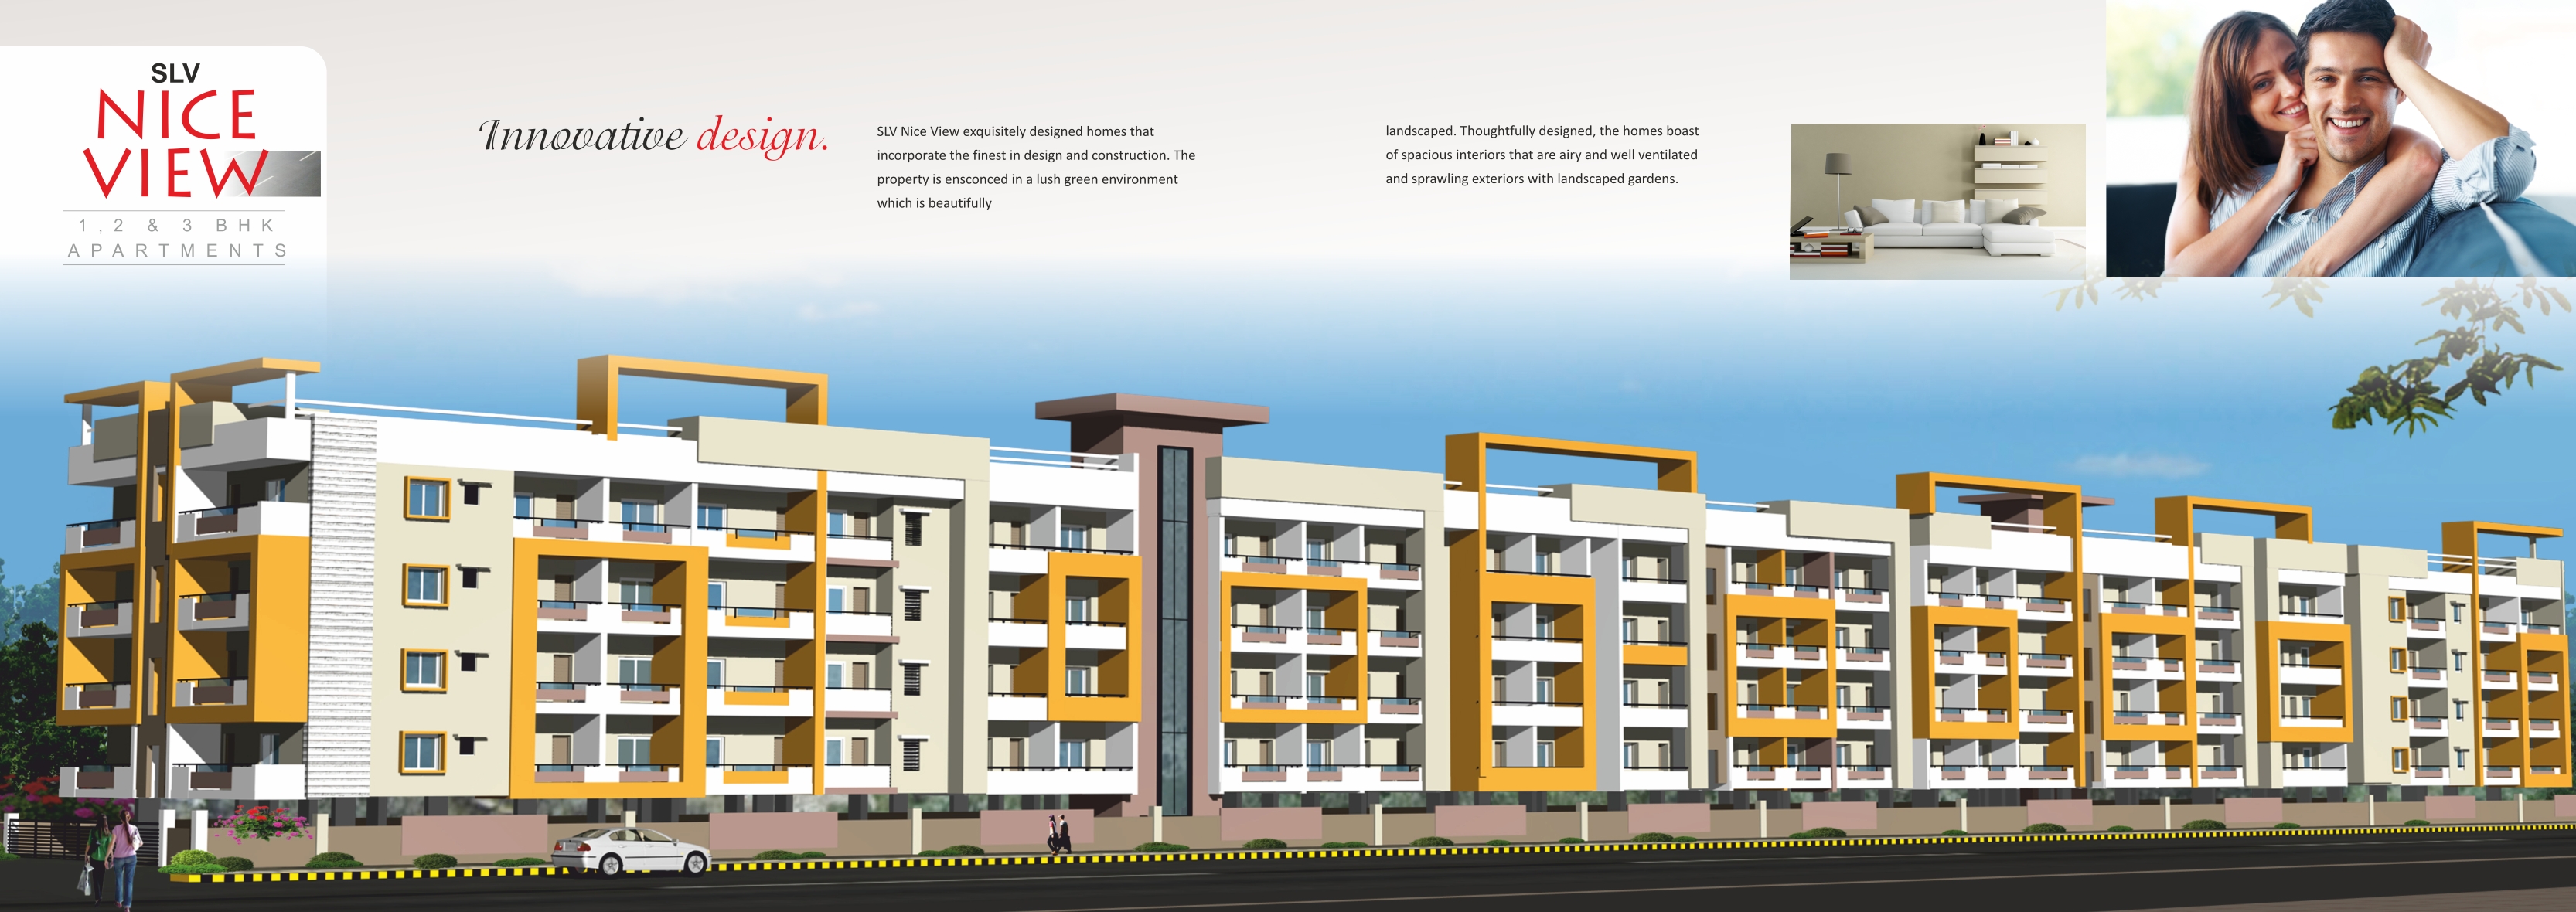 SLV
NICE
VIEW
1,2 & 3 BHK
APARTMENTS
Innovative design.
SLV Nice View exquisitely designed homes that
incorporate the finest in design and construction. The
property is ensconced in a lush green environment
which is beautifully
landscaped. Thoughtfully designed, the homes boast
of spacious interiors that are airy and well ventilated
and sprawling exteriors with landscaped gardens.